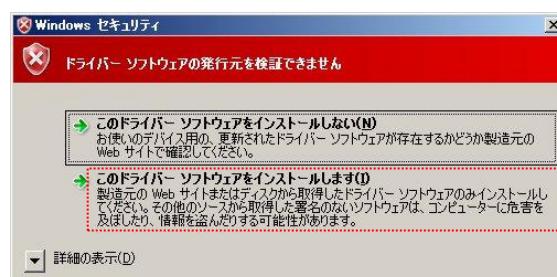 Windows セキュリティ
ドライバー ソフトウェアの発行元を検証できません
このドライバー ソフトウェアをインストールしない(N)
お使いのデバイス用の、更新されたドライバー ソフトウェアが存在するかどうか製造元の
Web サイトで確認してください。
このドライバー ソフトウェアをインストールします(I)
製造元の Web サイトまたはディスクから取得したドライバー ソフトウェアのみインストールし
てください。その他のソースから取得した署名のないソフトウェアは、コンピューターに危害を
及ぼしたり、情報を盗んだりする可能性があります。
詳細の表示(D)